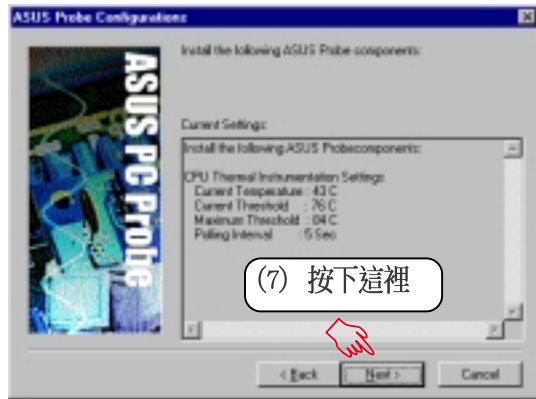 ASUS Probe Configurations
ASUS PC Probe
Install the following ASUS Probe components:
Current Settings:
Install the following ASUS Probecomponents:
CPU Thermal Instrumentation Settings
Current Temperature : 43 C
Current Threshold : 76 C
Maximum Threshold : 84 C
Polling Interval : 5 Sec
(7) 按下這裡
< Back
Next >
Cancel